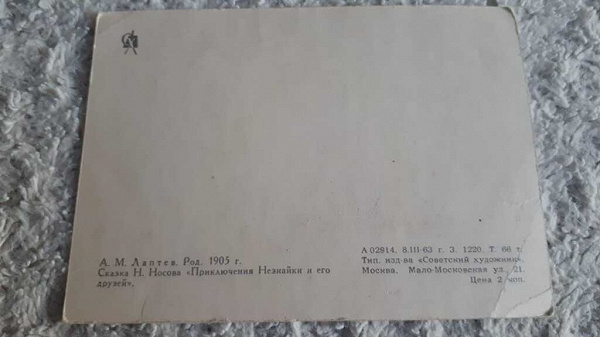 А. М. Лаптев. Род. 1905 г.
Сказка Н. Носова «Приключения Незнайки и его
друзей».
А 02914. 8.III-63 г. З. 1220. Т. 66 т.
Тип. изд-ва «Советский художник».
Москва. Мало-Московская ул., 21.
Цена 2 коп.